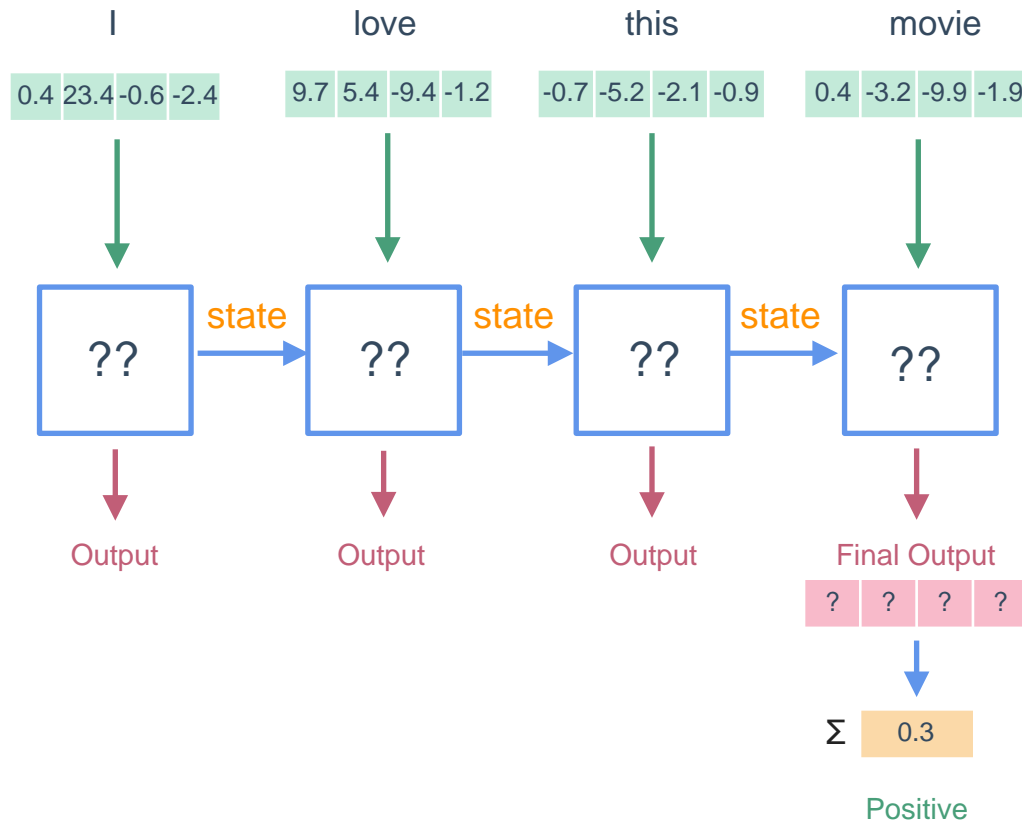 I love this movie
0.4 23.4 -0.6 -2.4 9.7 5.4 -9.4 -1.2 -0.7 -5.2 -2.1 -0.9 0.4 -3.2 -9.9 -1.9
state state state
?? ?? ?? ??
Output Output Output Final Output
? ? ? ?
Σ 0.3
Positive